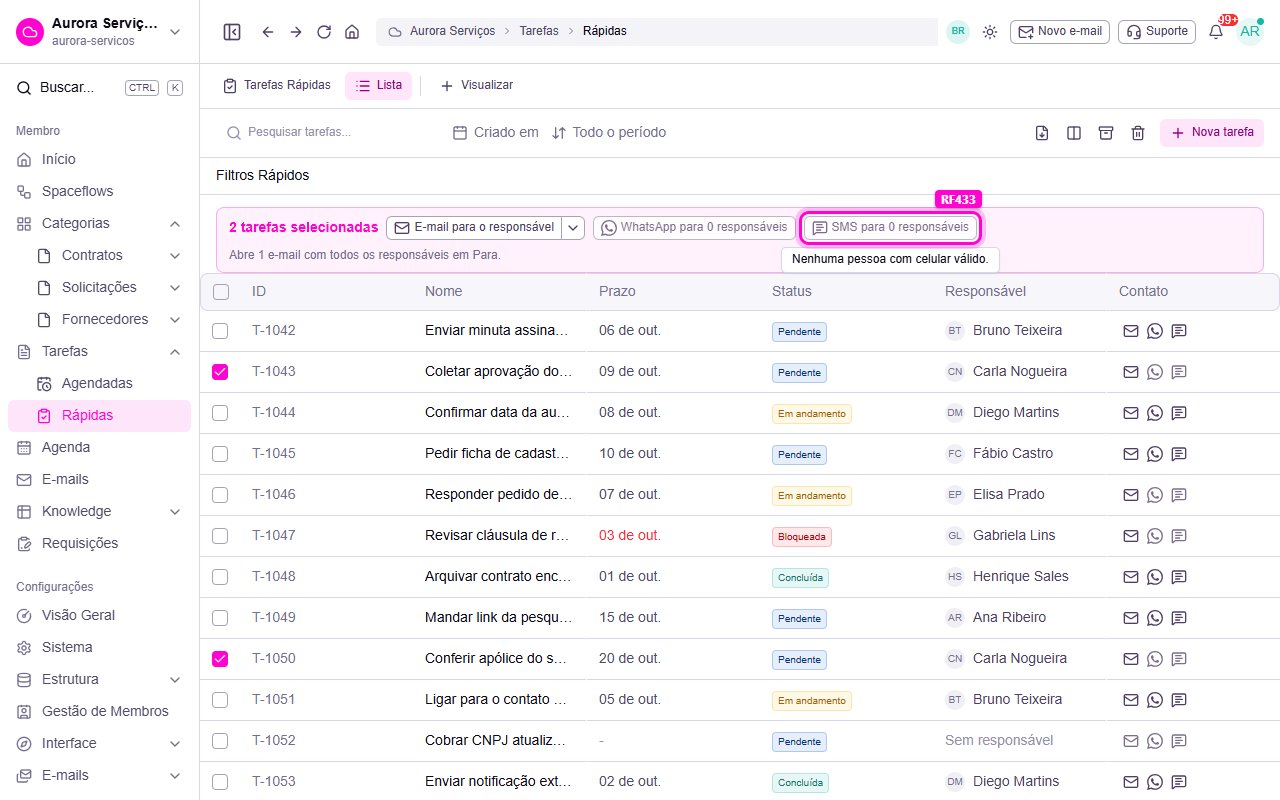 Aurora Serviç...
aurora-servicos
Aurora Serviços > Tarefas > Rápidas
BR
Novo e-mail
Suporte
99+
AR
Buscar...
CTRL K
Membro
Início
Spaceflows
Categorias
Contratos
Solicitações
Fornecedores
Tarefas
Agendadas
Rápidas
Agenda
E-mails
Knowledge
Requisições
Configurações
Visão Geral
Sistema
Estrutura
Gestão de Membros
Interface
E-mails
Tarefas Rápidas
Lista
Visualizar
Pesquisar tarefas...
Criado em
Todo o período
Nova tarefa
Filtros Rápidos
RF433
2 tarefas selecionadas
E-mail para o responsável
WhatsApp para 0 responsáveis
SMS para 0 responsáveis
Abre 1 e-mail com todos os responsáveis em Para.
Nenhuma pessoa com celular válido.
ID Nome Prazo Status Responsável Contato
T-1042 Enviar minuta assina... 06 de out. Pendente BT Bruno Teixeira
T-1043 Coletar aprovação do... 09 de out. Pendente CN Carla Nogueira
T-1044 Confirmar data da au... 08 de out. Em andamento DM Diego Martins
T-1045 Pedir ficha de cadast... 10 de out. Pendente FC Fábio Castro
T-1046 Responder pedido de... 07 de out. Em andamento EP Elisa Prado
T-1047 Revisar cláusula de r... 03 de out. Bloqueada GL Gabriela Lins
T-1048 Arquivar contrato enc... 01 de out. Concluída HS Henrique Sales
T-1049 Mandar link da pesqu... 15 de out. Pendente AR Ana Ribeiro
T-1050 Conferir apólice do s... 20 de out. Pendente CN Carla Nogueira
T-1051 Ligar para o contato ... 05 de out. Em andamento BT Bruno Teixeira
T-1052 Cobrar CNPJ atualiz... - Pendente Sem responsável
T-1053 Enviar notificação ext... 02 de out. Concluída DM Diego Martins